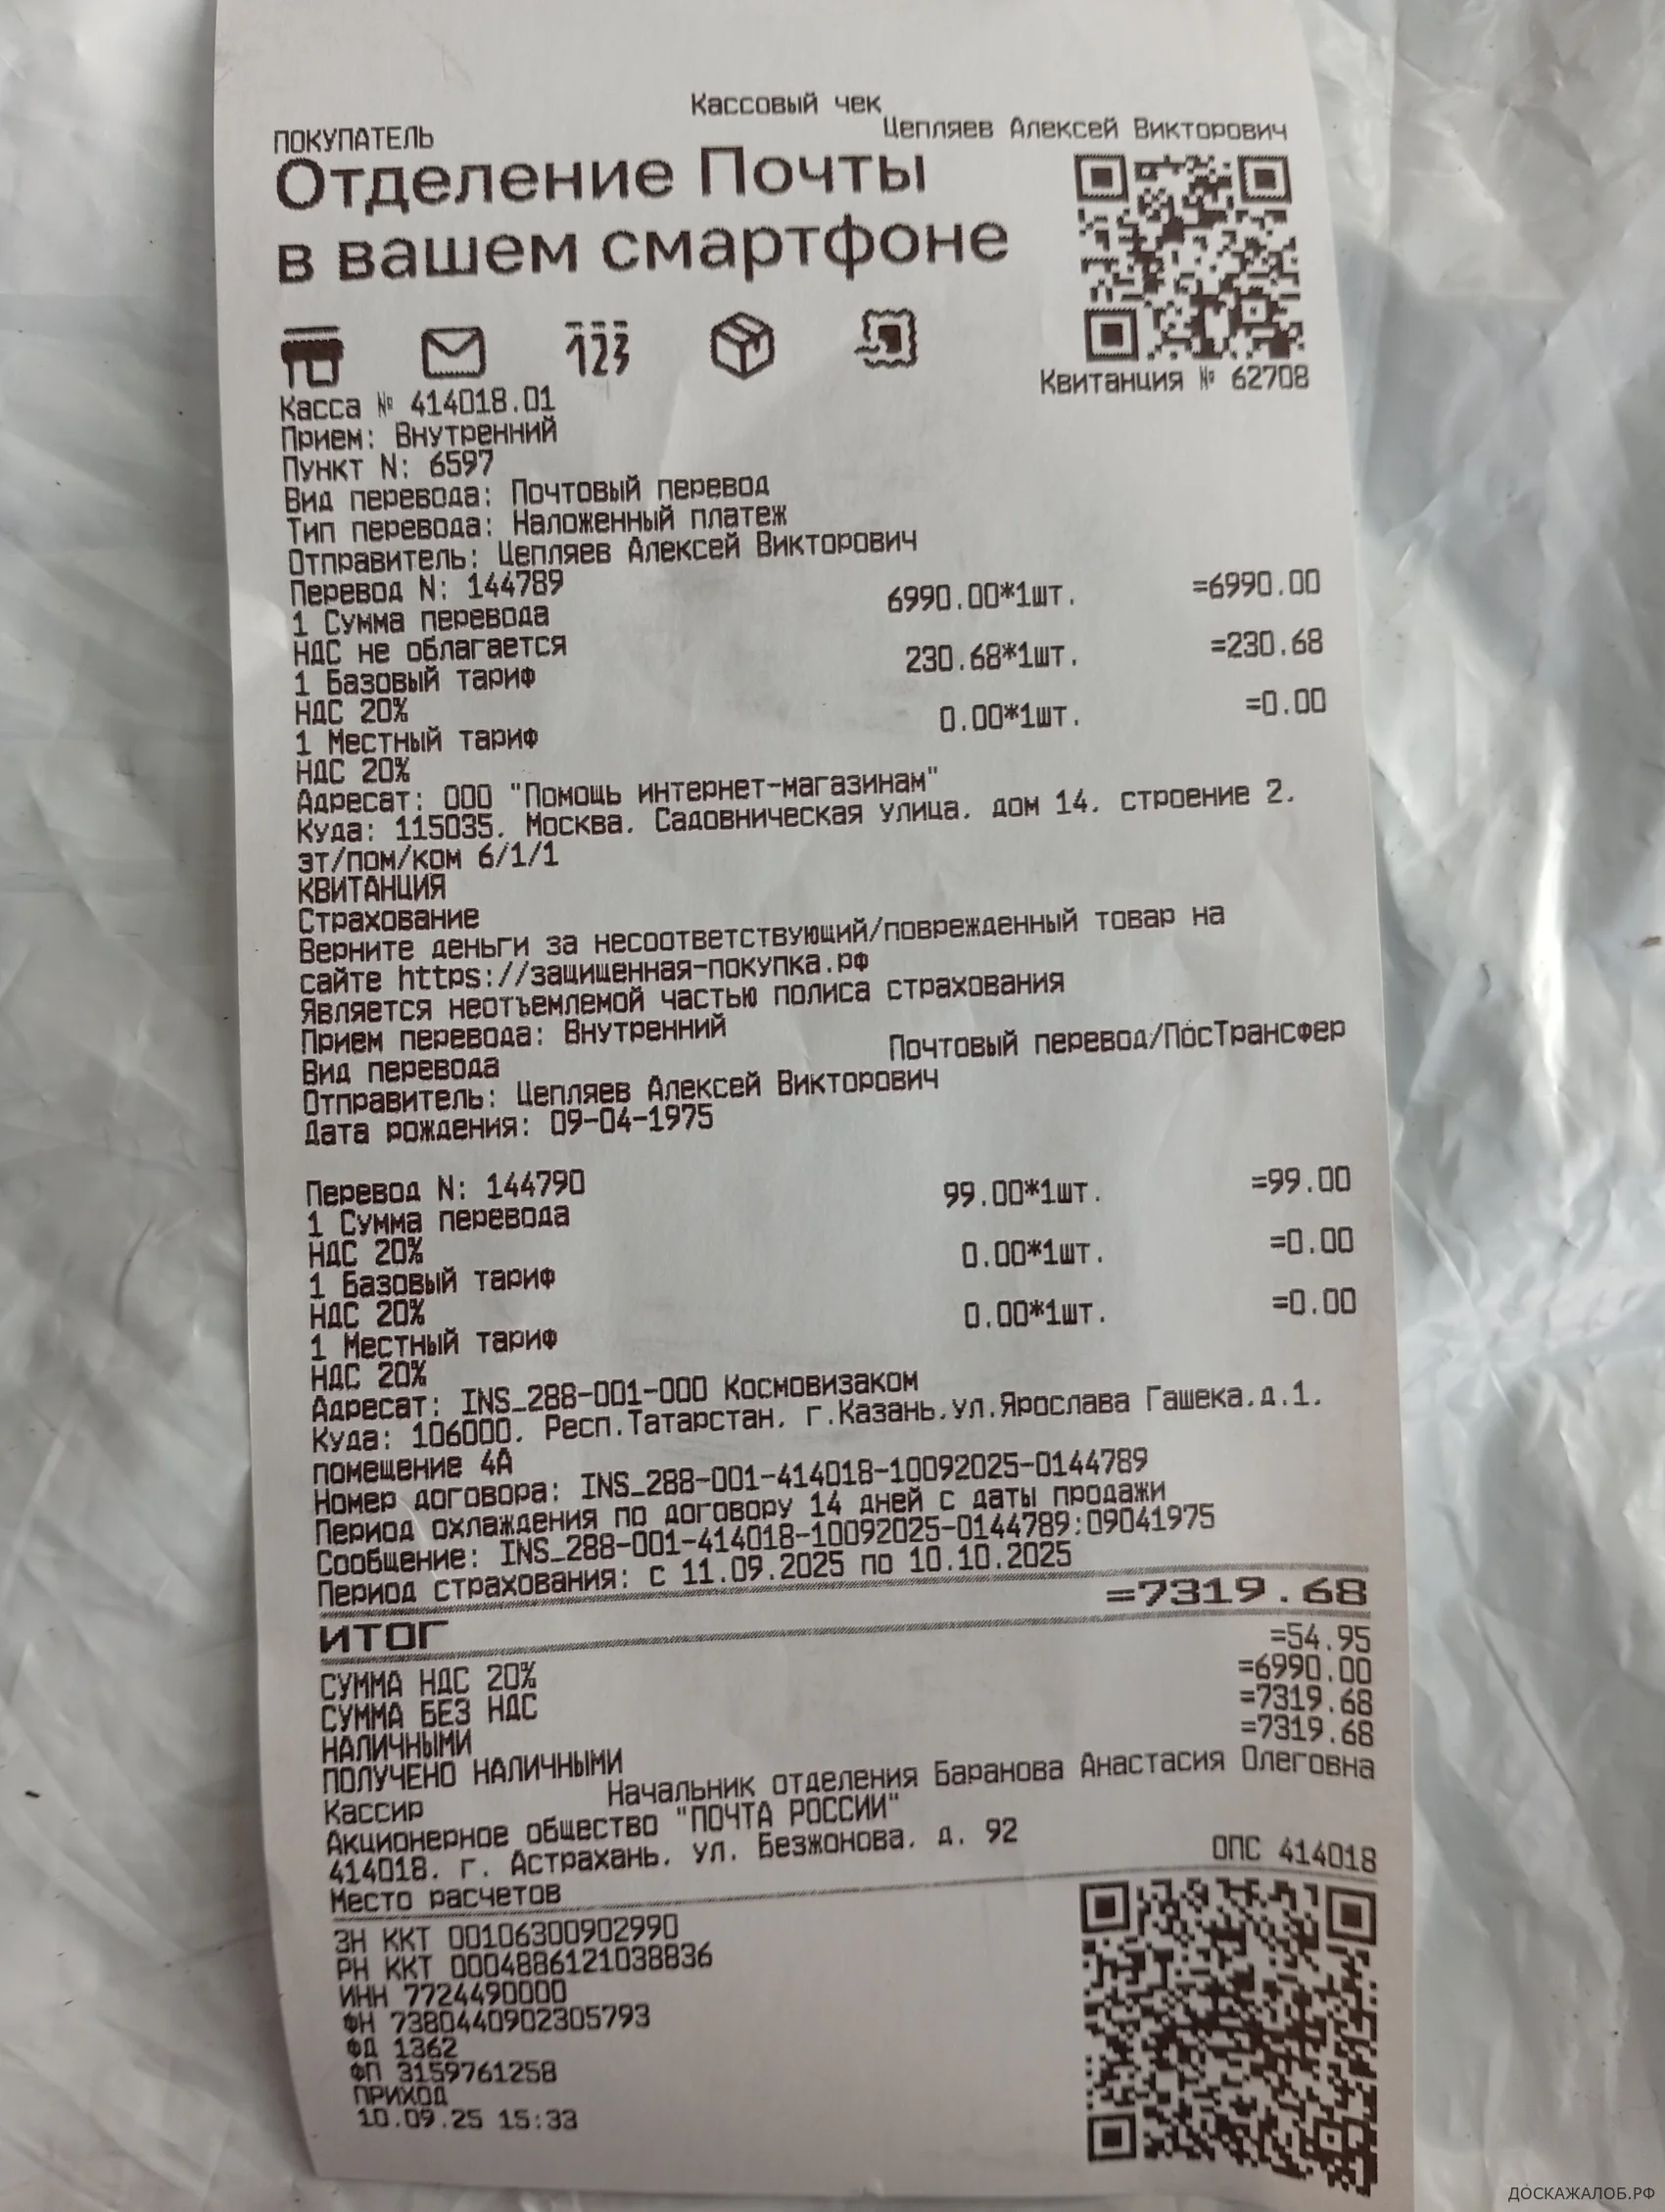 Кассовый чек
ПОКУПАТЕЛЬ Цепляев Алексей Викторович
Отделение Почты
в вашем смартфоне
123
Квитанция № 62708
Касса № 414018.01
Прием: Внутренний
Пункт N: 6597
Вид перевода: Почтовый перевод
Тип перевода: Наложенный платеж
Отправитель: Цепляев Алексей Викторович
Перевод N: 144789
1 Сумма перевода 6990.00*1шт. =6990.00
НДС не облагается
1 Базовый тариф 230.68*1шт. =230.68
НДС 20%
1 Местный тариф 0.00*1шт. =0.00
НДС 20%
Адресат: ООО "Помощь интернет-магазинам"
Куда: 115035, Москва, Садовническая улица, дом 14, строение 2,
эт/пом/ком 6/1/1
КВИТАНЦИЯ
Страхование
Верните деньги за несоответствующий/поврежденный товар на
сайте https://защищенная-покупка.рф
Является неотъемлемой частью полиса страхования
Прием перевода: Внутренний
Вид перевода Почтовый перевод/ПосТрансфер
Отправитель: Цепляев Алексей Викторович
Дата рождения: 09-04-1975
Перевод N: 144790
1 Сумма перевода 99.00*1шт. =99.00
НДС 20%
1 Базовый тариф 0.00*1шт. =0.00
НДС 20%
1 Местный тариф 0.00*1шт. =0.00
НДС 20%
Адресат: INS_288-001-000 Космовизаком
Куда: 106000, Респ.Татарстан, г.Казань,ул.Ярослава Гашека,д.1,
помещение 4А
Номер договора: INS_288-001-414018-10092025-0144789
Период охлаждения по договору 14 дней с даты продажи
Сообщение: INS_288-001-414018-10092025-0144789:09041975
Период страхования: с 11.09.2025 по 10.10.2025
ИТОГ =7319.68
СУММА НДС 20% =54.95
СУММА БЕЗ НДС =6990.00
НАЛИЧНЫМИ =7319.68
ПОЛУЧЕНО НАЛИЧНЫМИ =7319.68
Кассир Начальник отделения Баранова Анастасия Олеговна
Акционерное общество "ПОЧТА РОССИИ"
414018, г. Астрахань, ул. Безжонова, д. 92
Место расчетов ОПС 414018
ЗН ККТ 00106300902990
РН ККТ 0004886121038836
ИНН 7724490000
ФН 7380440902305793
ФД 1362
ФП 3159761258
ПРИХОД
10.09.25 15:33
ДОСКАЖАЛОБ.РФ